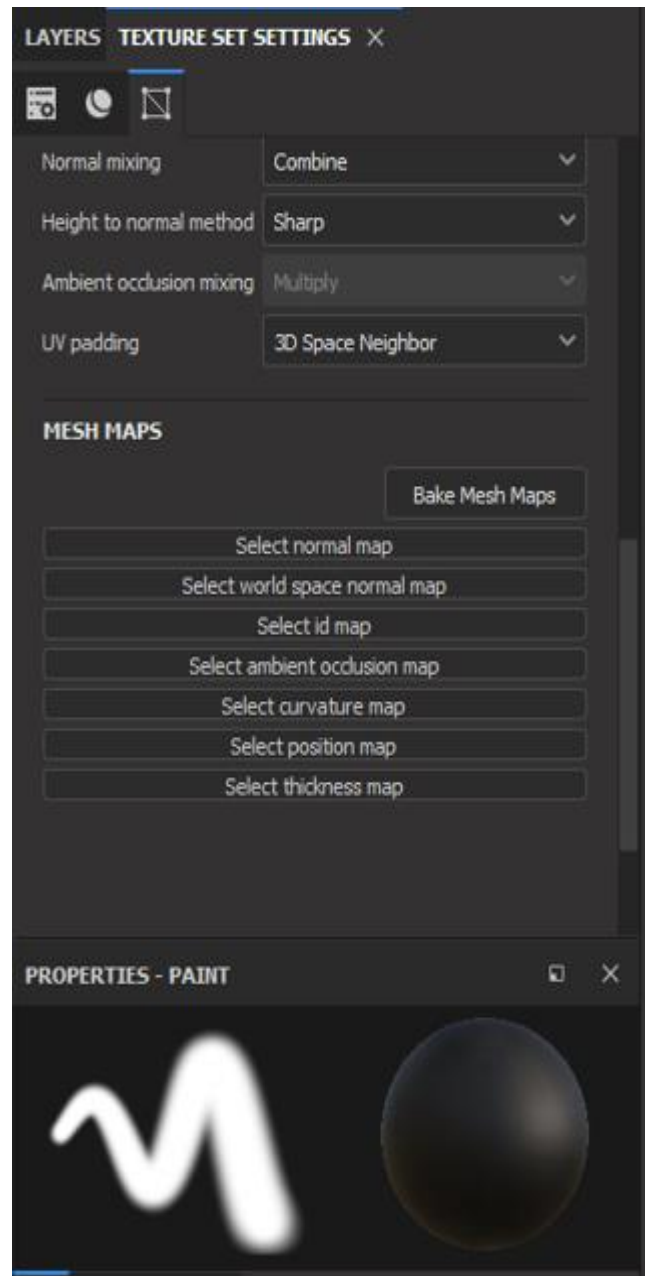 LAYERS TEXTURE SET SETTINGS
Normal mixing Combine
Height to normal method Sharp
Ambient occlusion mixing Multiply
UV padding 3D Space Neighbor
MESH MAPS
Bake Mesh Maps
Select normal map
Select world space normal map
Select id map
Select ambient occlusion map
Select curvature map
Select position map
Select thickness map
PROPERTIES - PAINT